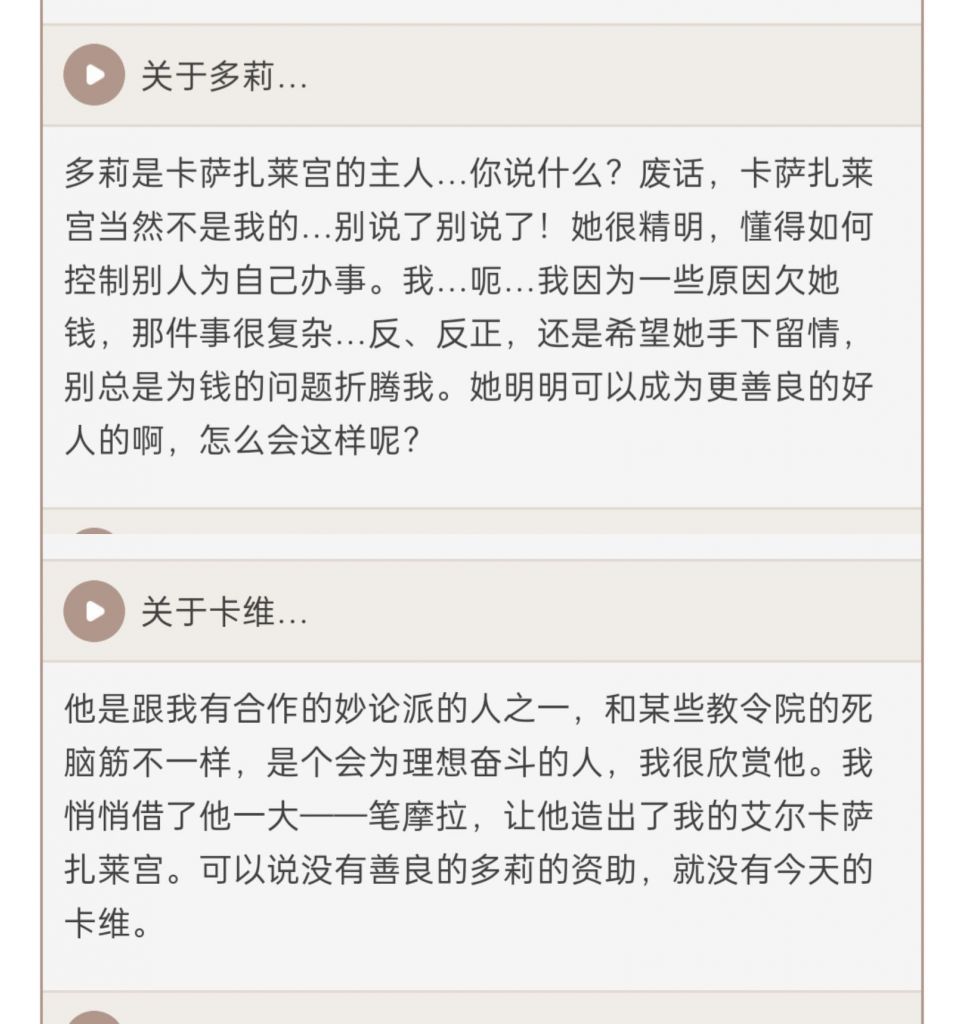 关于多莉…
多莉是卡萨扎莱宫的主人…你说什么？废话，卡萨扎莱
宫当然不是我的…别说了别说了！她很精明，懂得如何
控制别人为自己办事。我…呃…我因为一些原因欠她
钱，那件事很复杂…反、反正，还是希望她手下留情，
别总是为钱的问题折腾我。她明明可以成为更善良的好
人的啊，怎么会这样呢？
关于卡维…
他是跟我有合作的妙论派的人之一，和某些教令院的死
脑筋不一样，是个会为理想奋斗的人，我很欣赏他。我
悄悄借了他一大——笔摩拉，让他造出了我的艾尔卡萨
扎莱宫。可以说没有善良的多莉的资助，就没有今天的
卡维。